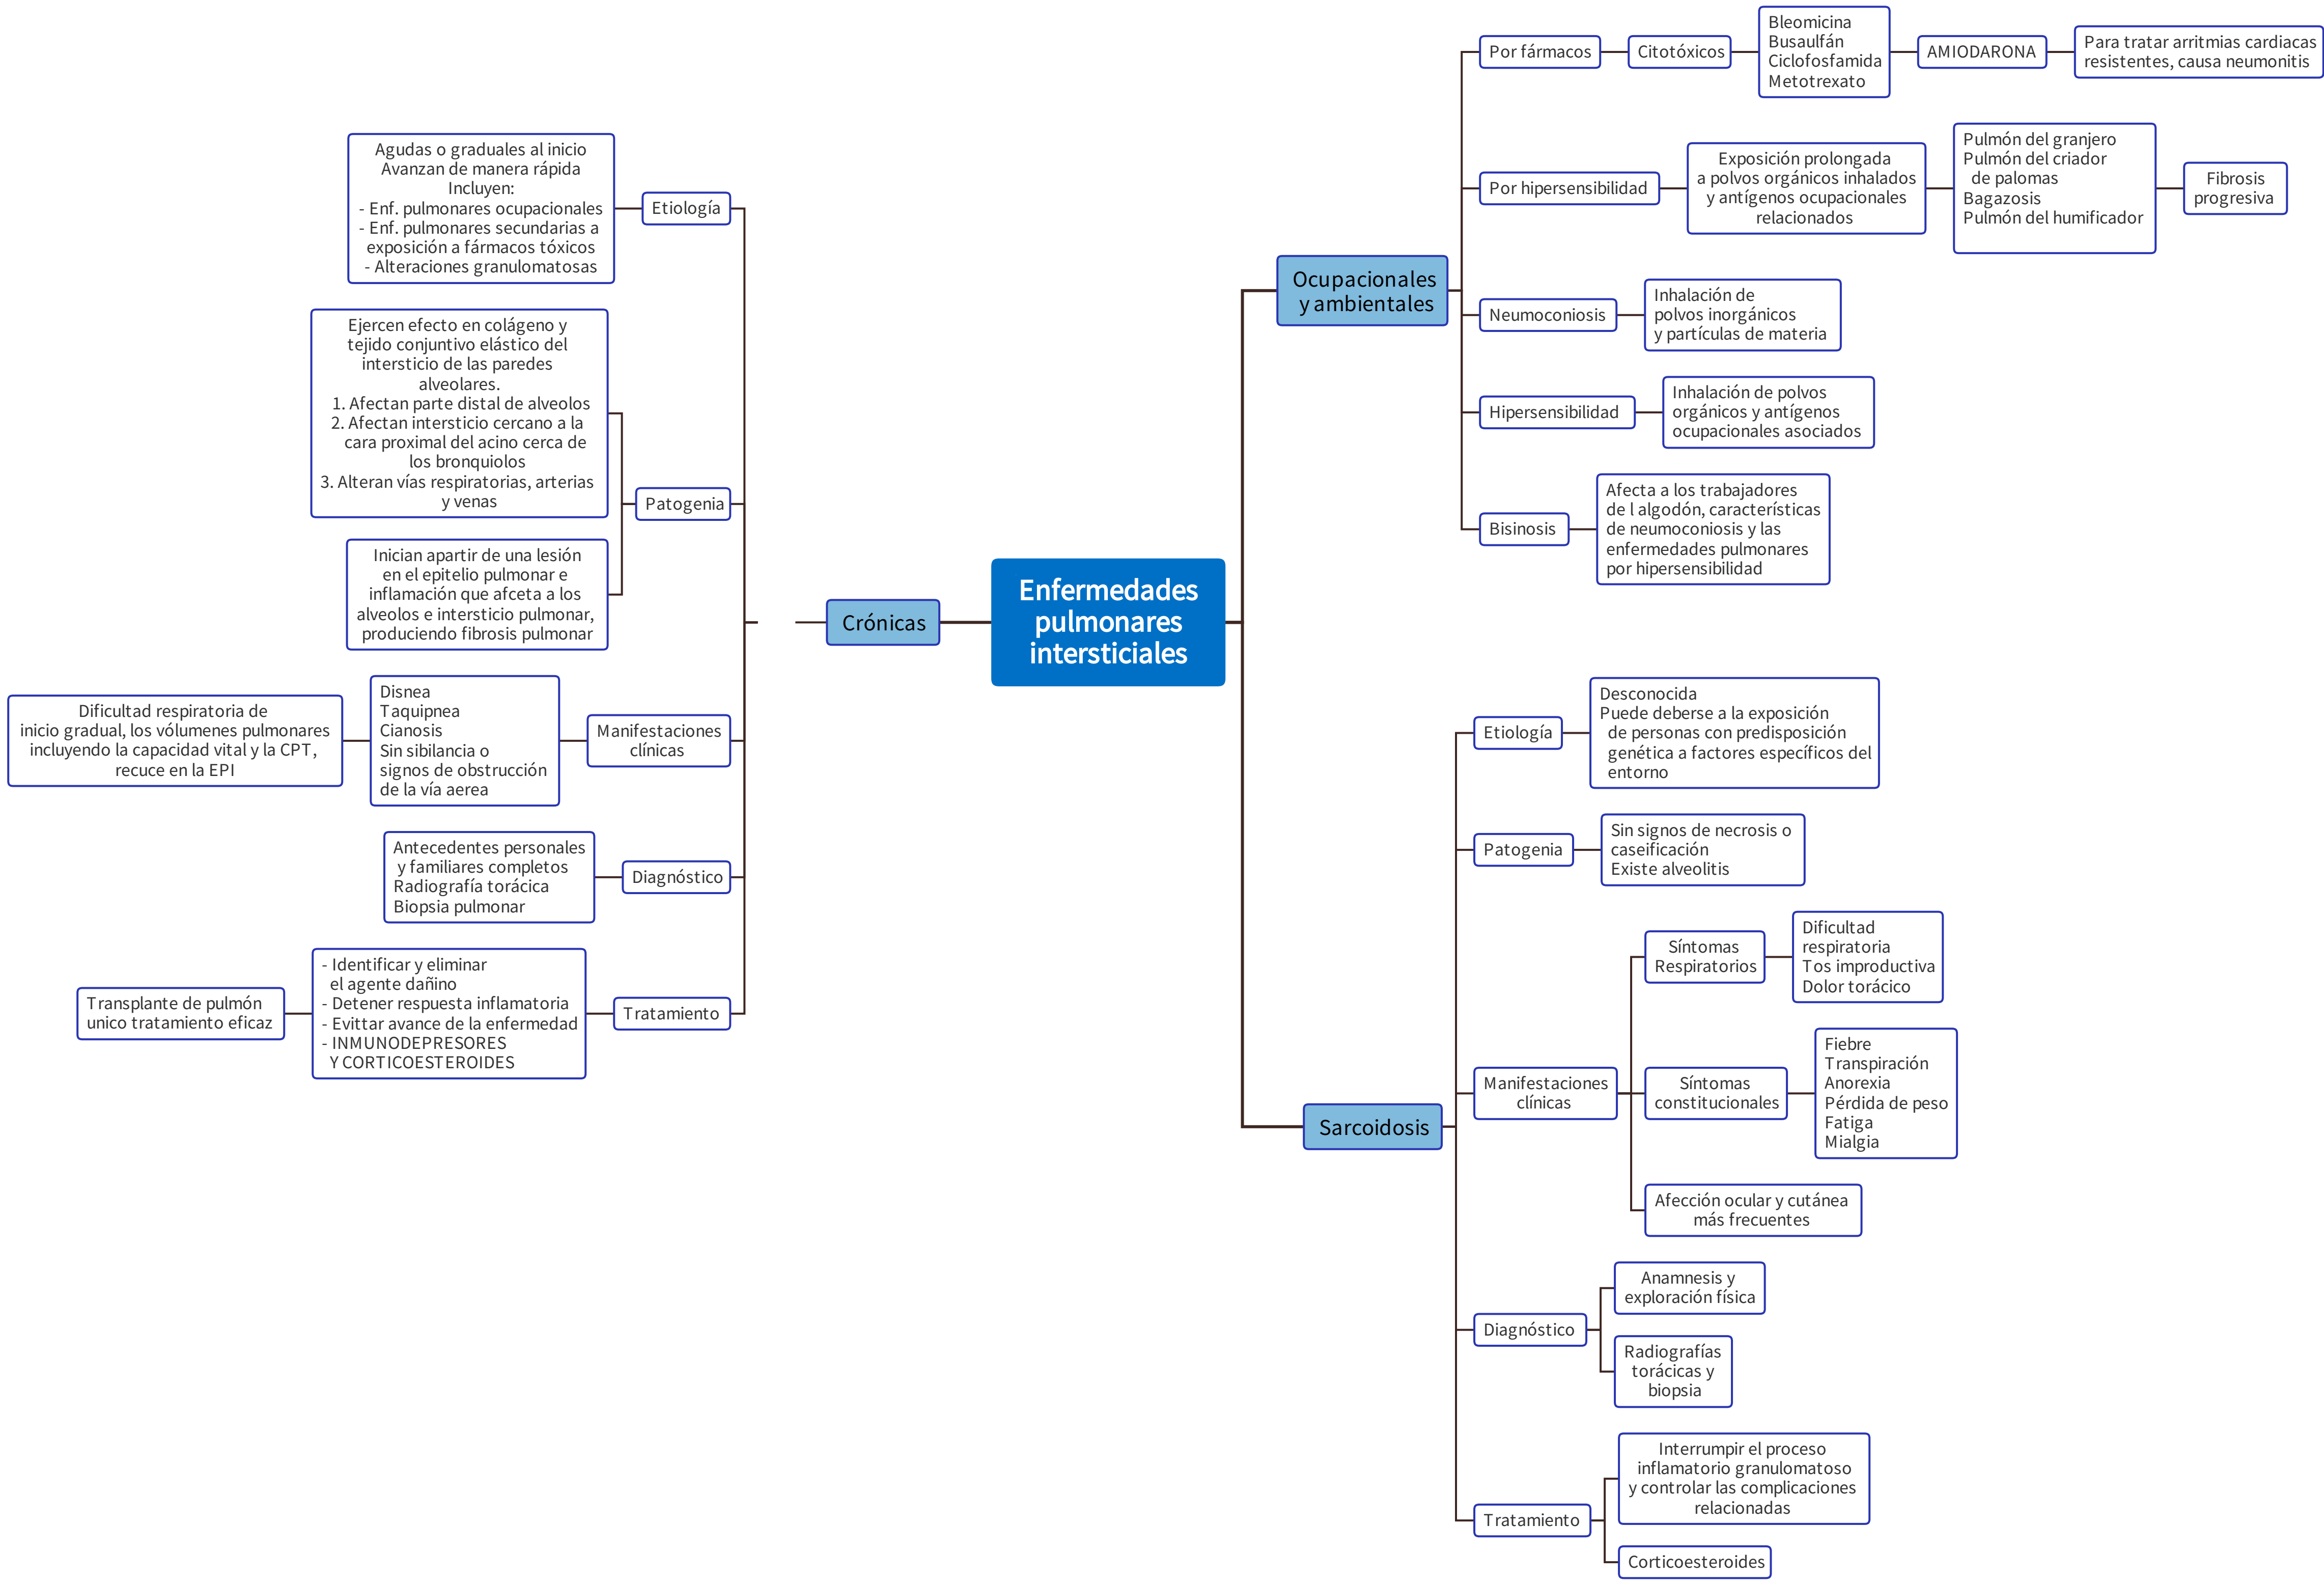 Enfermedades
pulmonares
intersticiales
Crónicas
Etiología
Agudas o graduales al inicio
Avanzan de manera rápida
Incluyen:
- Enf. pulmonares ocupacionales
- Enf. pulmonares secundarias a
exposición a fármacos tóxicos
- Alteraciones granulomatosas
Patogenia
Ejercen efecto en colágeno y
tejido conjuntivo elástico del
intersticio de las paredes
alveolares.
1. Afectan parte distal de alveolos
2. Afectan intersticio cercano a la
cara proximal del acino cerca de
los bronquiolos
3. Alteran vías respiratorias, arterias
y venas
Inician apartir de una lesión
en el epitelio pulmonar e
inflamación que afceta a los
alveolos e intersticio pulmonar,
produciendo fibrosis pulmonar
Manifestaciones
clínicas
Disnea
Taquipnea
Cianosis
Sin sibilancia o
signos de obstrucción
de la vía aerea
Dificultad respiratoria de
inicio gradual, los vólumenes pulmonares
incluyendo la capacidad vital y la CPT,
recuce en la EPI
Diagnóstico
Antecedentes personales
y familiares completos
Radiografía torácica
Biopsia pulmonar
Tratamiento
- Identificar y eliminar
el agente dañino
- Detener respuesta inflamatoria
- Evittar avance de la enfermedad
- INMUNODEPRESORES
Y CORTICOESTEROIDES
Transplante de pulmón
unico tratamiento eficaz
Ocupacionales
y ambientales
Por fármacos
Citotóxicos
Bleomicina
Busaulfán
Ciclofosfamida
Metotrexato
AMIODARONA
Para tratar arritmias cardiacas
resistentes, causa neumonitis
Por hipersensibilidad
Exposición prolongada
a polvos orgánicos inhalados
y antígenos ocupacionales
relacionados
Pulmón del granjero
Pulmón del criador
de palomas
Bagazosis
Pulmón del humificador
Fibrosis
progresiva
Neumoconiosis
Inhalación de
polvos inorgánicos
y partículas de materia
Hipersensibilidad
Inhalación de polvos
orgánicos y antígenos
ocupacionales asociados
Bisinosis
Afecta a los trabajadores
de l algodón, características
de neumoconiosis y las
enfermedades pulmonares
por hipersensibilidad
Sarcoidosis
Etiología
Desconocida
Puede deberse a la exposición
de personas con predisposición
genética a factores específicos del
entorno
Patogenia
Sin signos de necrosis o
caseificación
Existe alveolitis
Manifestaciones
clínicas
Síntomas
Respiratorios
Dificultad
respiratoria
Tos improductiva
Dolor torácico
Síntomas
constitucionales
Fiebre
Transpiración
Anorexia
Pérdida de peso
Fatiga
Mialgia
Afección ocular y cutánea
más frecuentes
Diagnóstico
Anamnesis y
exploración física
Radiografías
torácicas y
biopsia
Tratamiento
Interrumpir el proceso
inflamatorio granulomatoso
y controlar las complicaciones
relacionadas
Corticoesteroides